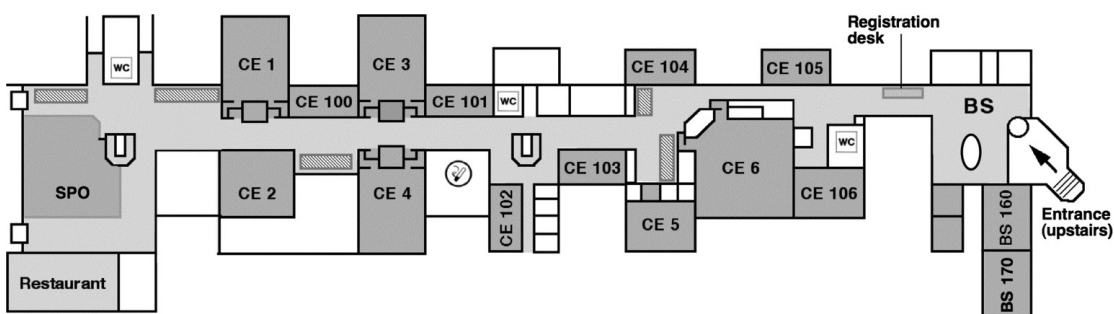 Registration
desk
WC
CE 1
CE 3
CE 104
CE 105
CE 100
CE 101
WC
BS
WC
SPO
CE 2
CE 4
CE 103
CE 6
CE 102
CE 5
CE 106
BS 160
Entrance
(upstairs)
Restaurant
BS 170